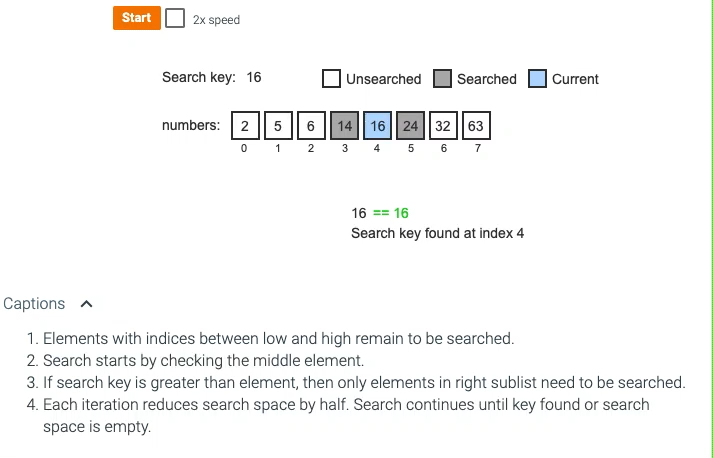 Start 2x speed
Search key: 16 Unsearched Searched Current
numbers: 2 5 6 14 16 24 32 63
0 1 2 3 4 5 6 7
16 == 16
Search key found at index 4
Captions
1. Elements with indices between low and high remain to be searched.
2. Search starts by checking the middle element.
3. If search key is greater than element, then only elements in right sublist need to be searched.
4. Each iteration reduces search space by half. Search continues until key found or search
space is empty.